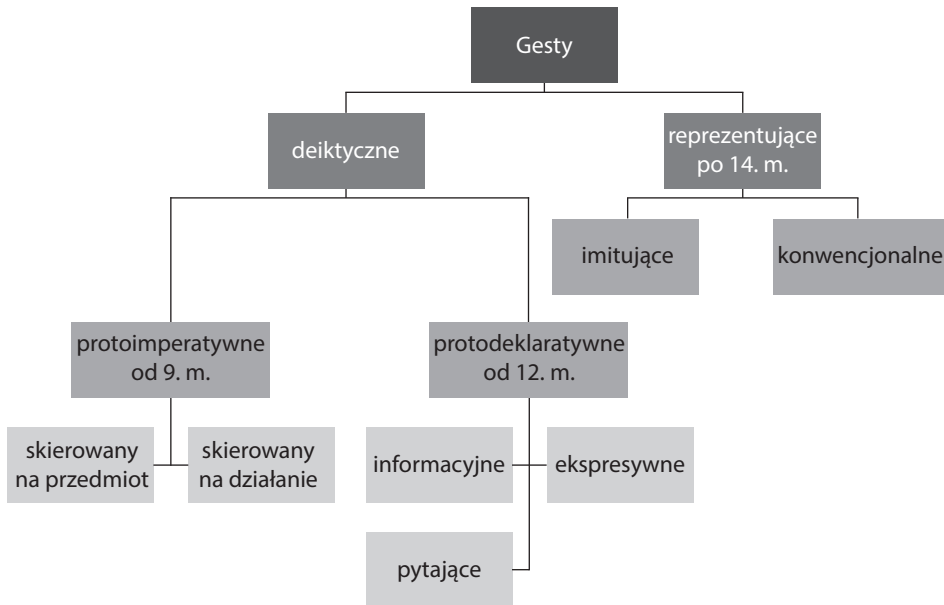 Gesty
deiktyczne
reprezentujące
po 14. m.
imitujące
konwencjonalne
protoimperatywne
od 9. m.
protodeklaratywne
od 12. m.
skierowany
na przedmiot
skierowany
na działanie
informacyjne
ekspresywne
pytające